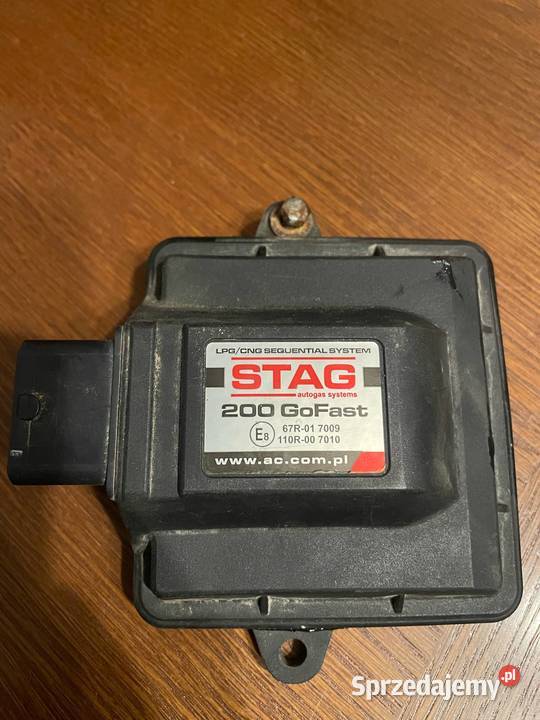 LPG/CNG SEQUENTIAL SYSTEM
STAG
autogas systems
200 GoFast
E8 67R-01 7009
110R-00 7010
www.ac.com.pl
Sprzedajemy.pl